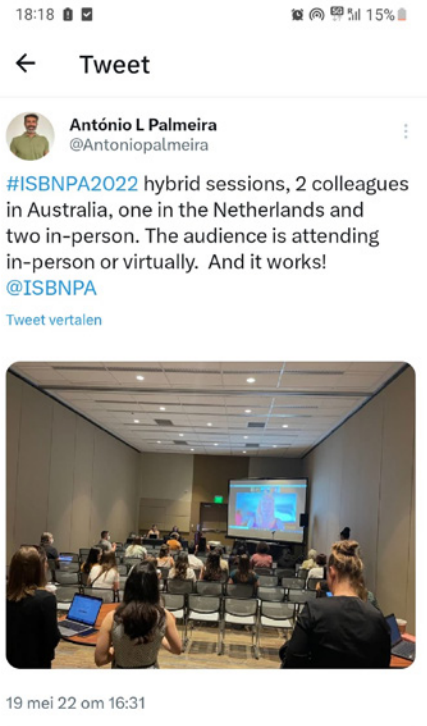 18:18
5G
15%
Tweet
António L Palmeira
@Antoniopalmeira
#ISBNPA2022 hybrid sessions, 2 colleagues
in Australia, one in the Netherlands and
two in-person. The audience is attending
in-person or virtually. And it works!
@ISBNPA
Tweet vertalen
19 mei 22 om 16:31